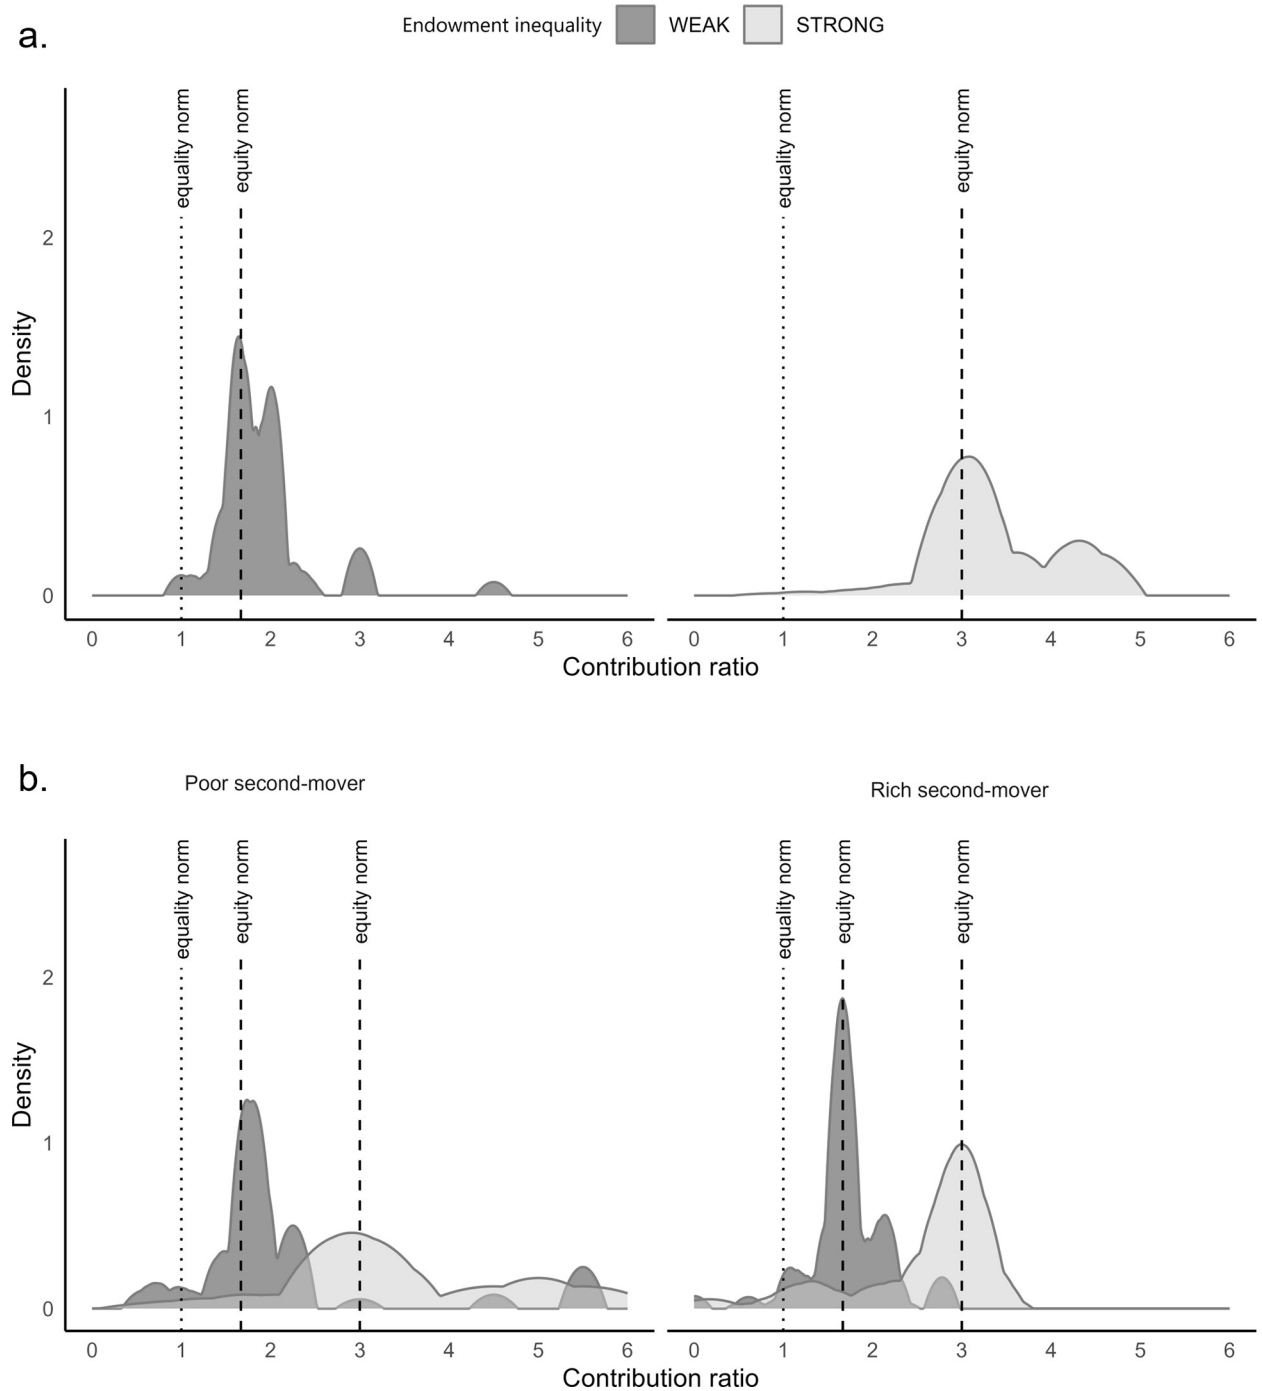 a.
Endowment inequality WEAK STRONG
equality norm equity norm equality norm equity norm
Density
2
1
0
0 1 2 3 4 5 6 0 1 2 3 4 5 6
Contribution ratio
b.
Poor second-mover Rich second-mover
equality norm equity norm equity norm equality norm equity norm equity norm
Density
2
1
0
0 1 2 3 4 5 6 0 1 2 3 4 5 6
Contribution ratio